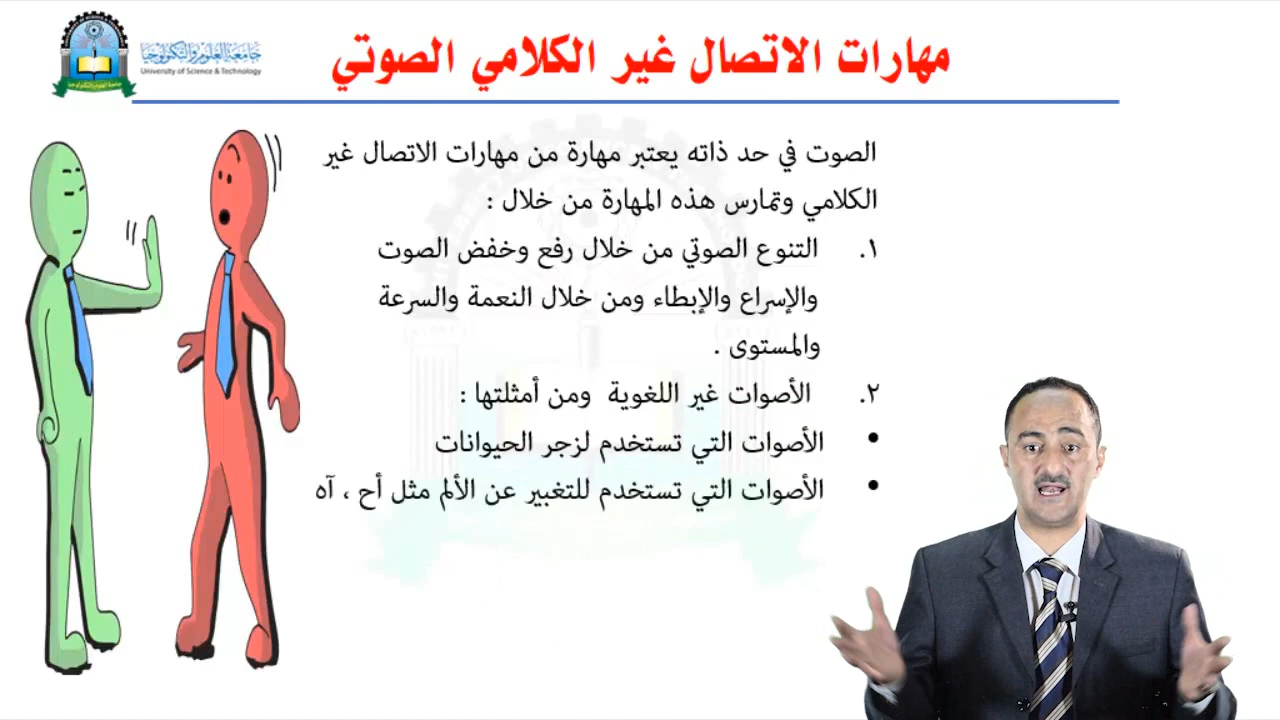 جامعة العلوم والتكنولوجيا
University of Science & Technology
جامعة العلوم والتكنولوجيا
مهارات الاتصال غير الكلامي الصوتي
الصوت في حد ذاته يعتبر مهارة من مهارات الاتصال غير
الكلامي وتمارس هذه المهارة من خلال :
١. التنوع الصوتي من خلال رفع وخفض الصوت
والإسراع والإبطاء ومن خلال النعمة والسرعة
والمستوى .
٢. الأصوات غير اللغوية ومن أمثلتها :
• الأصوات التي تستخدم لزجر الحيوانات
• الأصوات التي تستخدم للتغبير عن الألم مثل أح ، آه